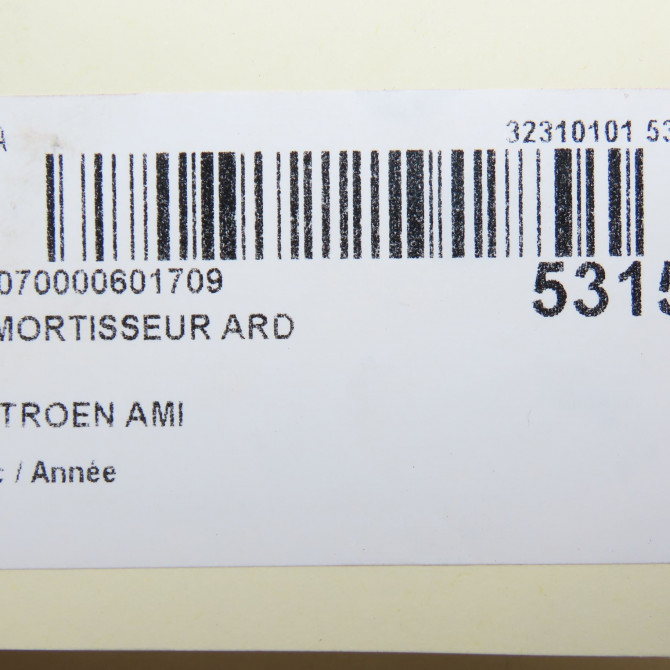 A 32310101 53
070000601709 5315
MORTISSEUR ARD
TROEN AMI
: / Année